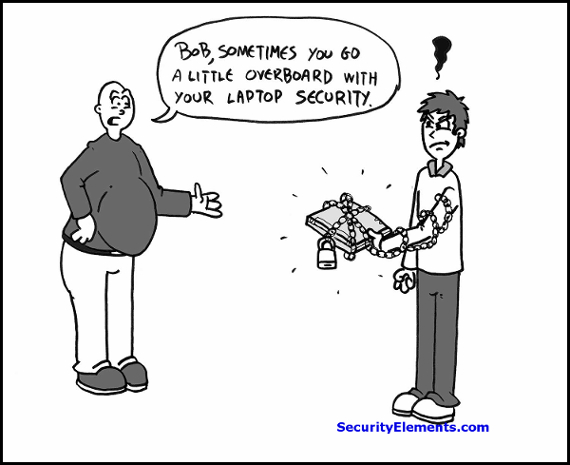 BOB, SOMETIMES YOU GO
A LITTLE OVERBOARD WITH
YOUR LAPTOP SECURITY.
SecurityElements.com